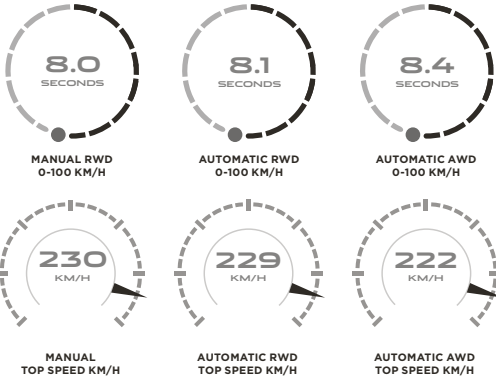 8.0
SECONDS
MANUAL RWD
0-100 KM/H
8.1
SECONDS
AUTOMATIC RWD
0-100 KM/H
8.4
SECONDS
AUTOMATIC AWD
0-100 KM/H
230
KM/H
MANUAL
TOP SPEED KM/H
229
KM/H
AUTOMATIC RWD
TOP SPEED KM/H
222
KM/H
AUTOMATIC AWD
TOP SPEED KM/H